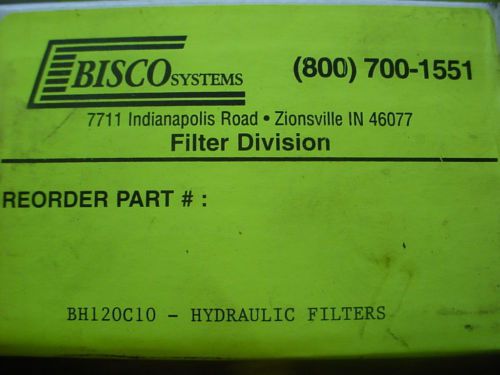 BISCO SYSTEMS (800) 700-1551
7711 Indianapolis Road • Zionsville IN 46077
Filter Division
REORDER PART # :
BH120C10 - HYDRAULIC FILTERS